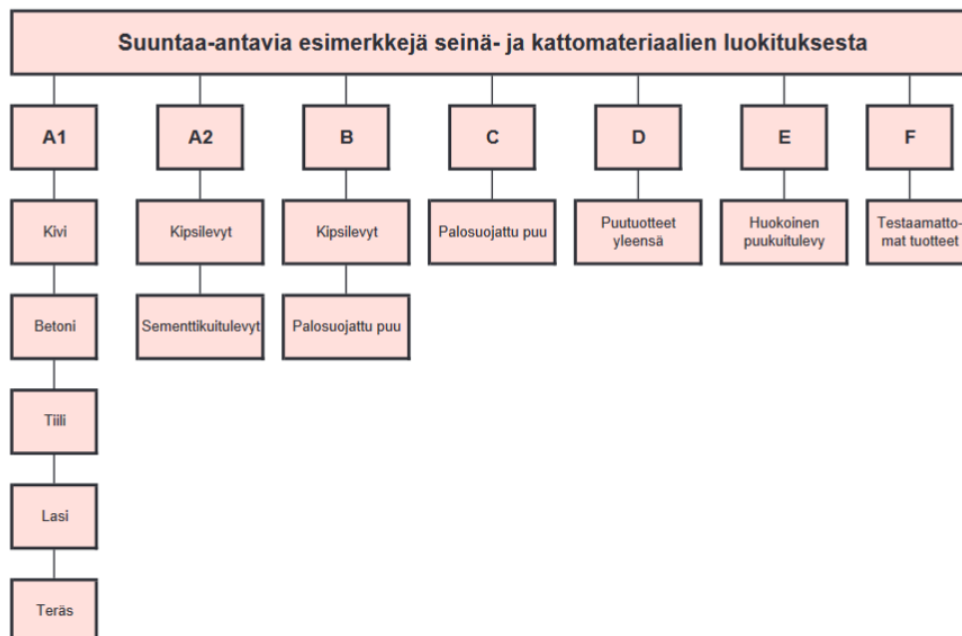 Suuntaa-antavia esimerkkejä seinä- ja kattomateriaalien luokituksesta
A1
A2
B
C
D
E
F
Kivi
Kipsilevyt
Kipsilevyt
Palosuojattu puu
Puutuotteet
yleensä
Huokoinen
puukuitulevy
Testaamatto-
mat tuotteet
Betoni
Sementtikuitulevyt
Palosuojattu puu
Tiili
Lasi
Teräs